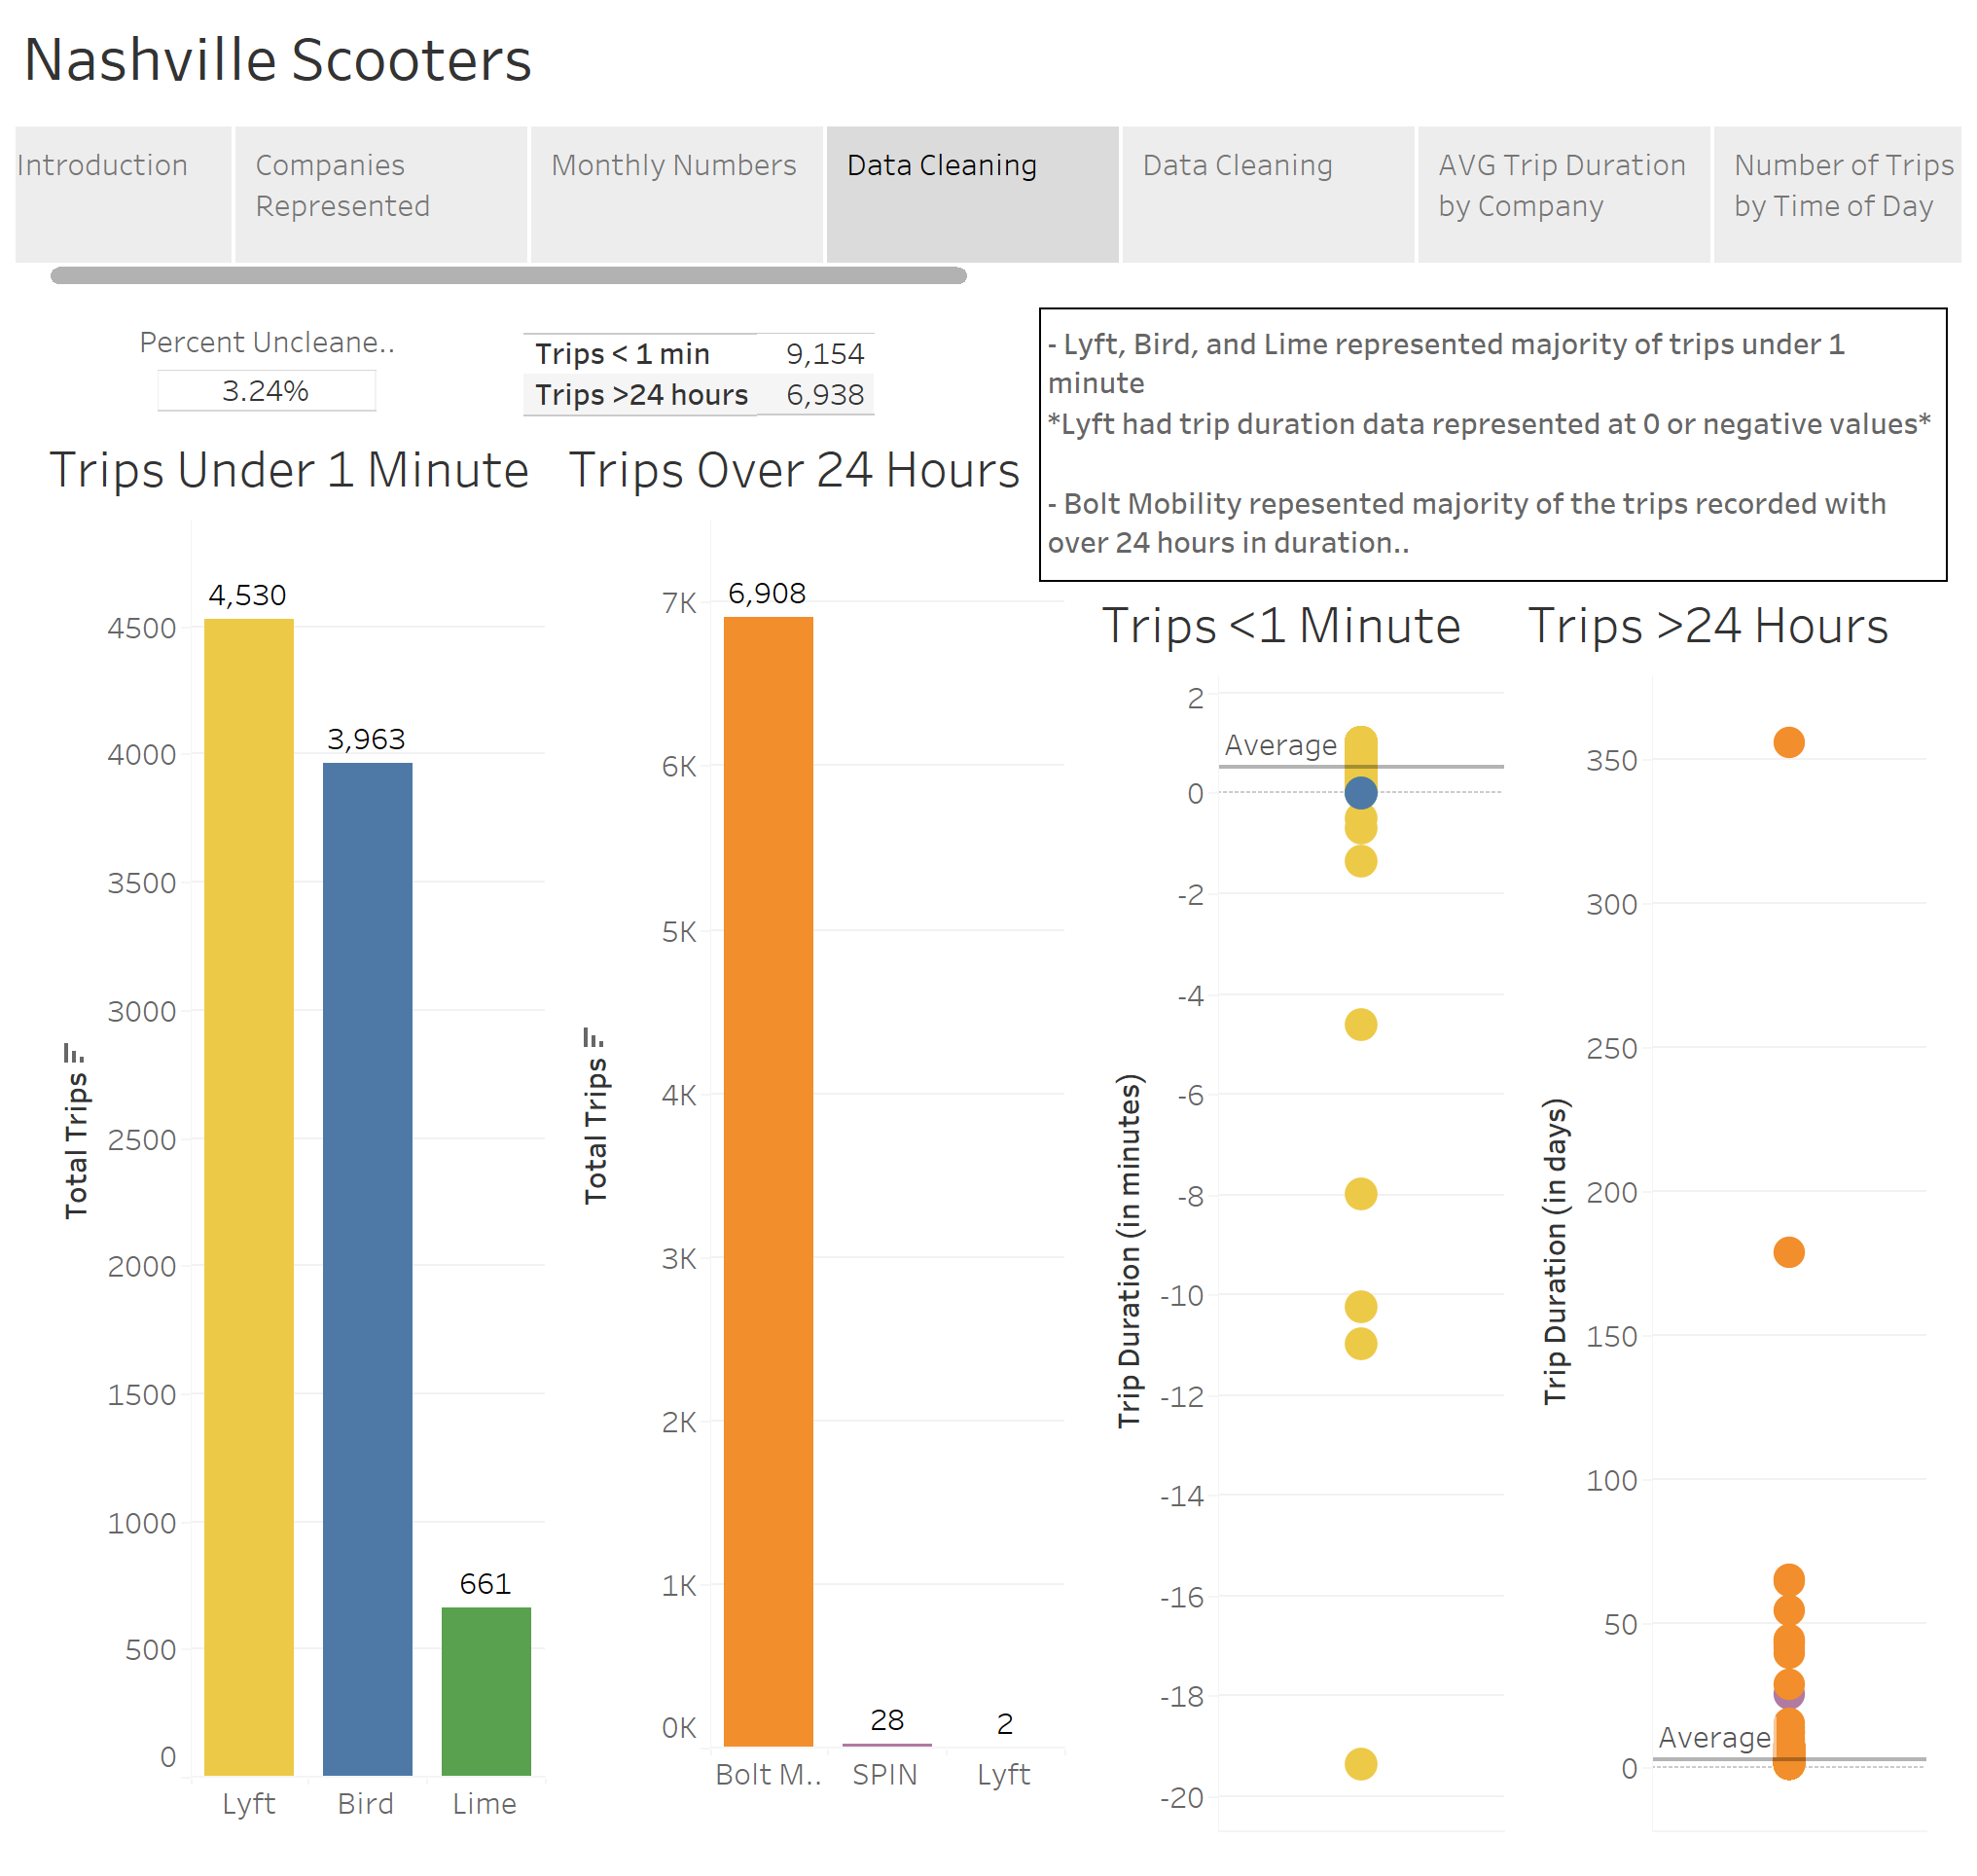 Nashville Scooters
Introduction
Companies
Represented
Monthly Numbers
Data Cleaning
Data Cleaning
AVG Trip Duration
by Company
Number of Trips
by Time of Day
Percent Uncleane..
3.24%
Trips < 1 min 9,154
Trips >24 hours 6,938
- Lyft, Bird, and Lime represented majority of trips under 1
minute
*Lyft had trip duration data represented at 0 or negative values*
- Bolt Mobility repesented majority of the trips recorded with
over 24 hours in duration..
Trips Under 1 Minute
Total Trips
4500
4000
3500
3000
2500
2000
1500
1000
500
0
4,530
3,963
661
Lyft Bird Lime
Trips Over 24 Hours
Total Trips
7K
6K
5K
4K
3K
2K
1K
0K
6,908
28
2
Bolt M.. SPIN Lyft
Trips <1 Minute
Trip Duration (in minutes)
2
0
-2
-4
-6
-8
-10
-12
-14
-16
-18
-20
Average
Trips >24 Hours
Trip Duration (in days)
350
300
250
200
150
100
50
0
Average